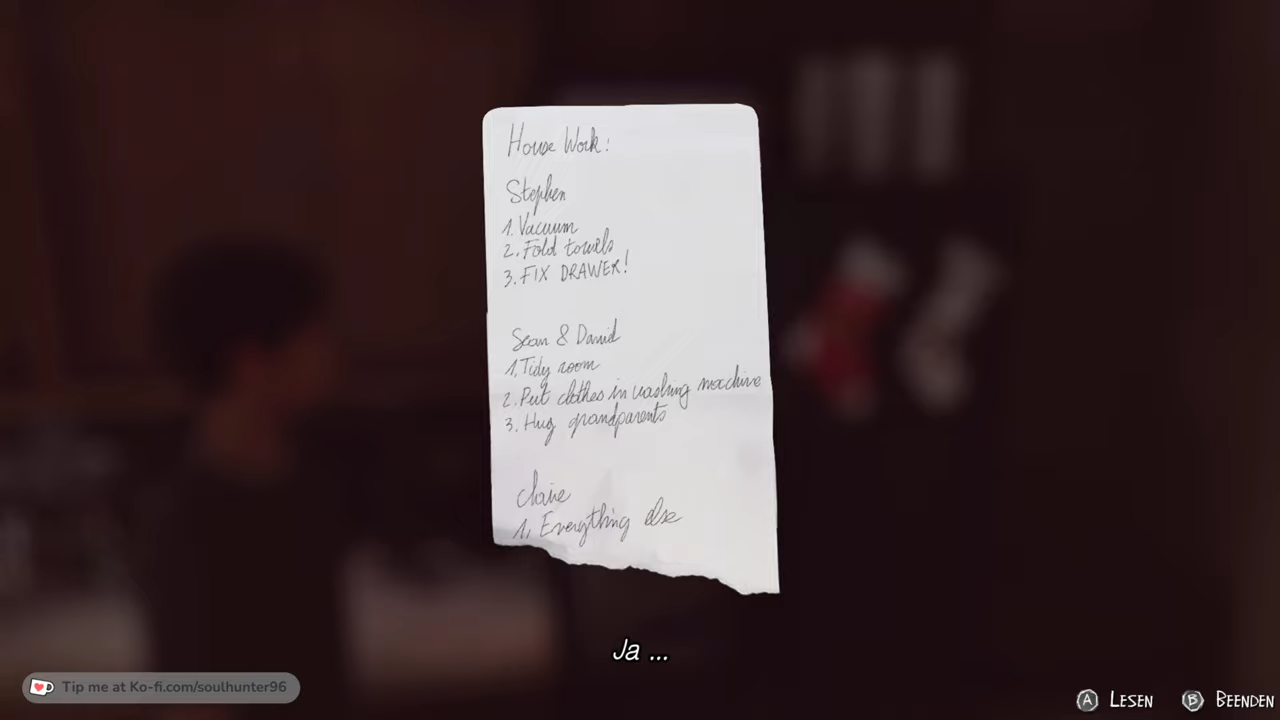 House Work:
Stephen
1. Vacuum
2. Fold towels
3. FIX DRAWER!
Sean & Daniel
1. Tidy room
2. Put clothes in washing machine
3. Hug grandparents
Claire
1. Everything else
Ja ...
Tip me at Ko-fi.com/soulhunter96
A LESEN B BEENDEN